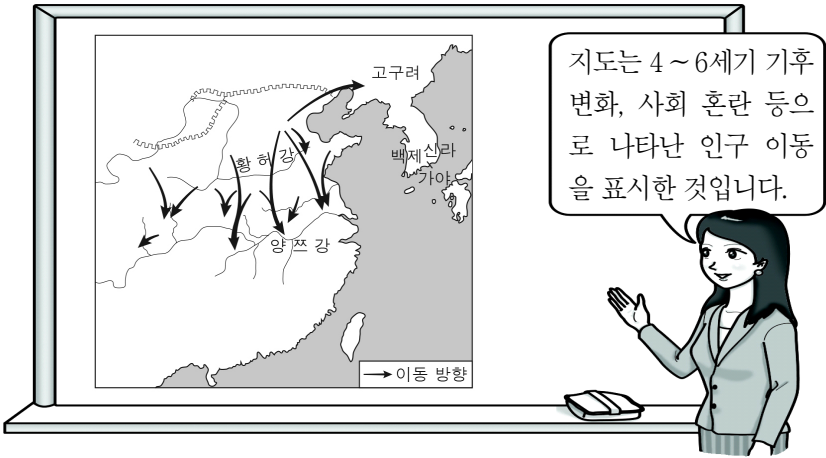 고구려
백제 신라
가야
황허강
양쯔강
→ 이동 방향
지도는 4 ~ 6세기 기후
변화, 사회 혼란 등으
로 나타난 인구 이동
을 표시한 것입니다.